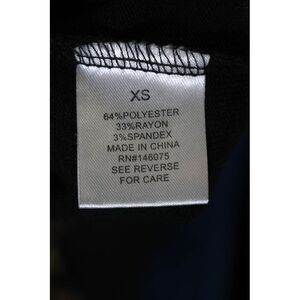 XS
64%POLYESTER
33%RAYON
3%SPANDEX
MADE IN CHINA
RN#146075
SEE REVERSE
FOR CARE